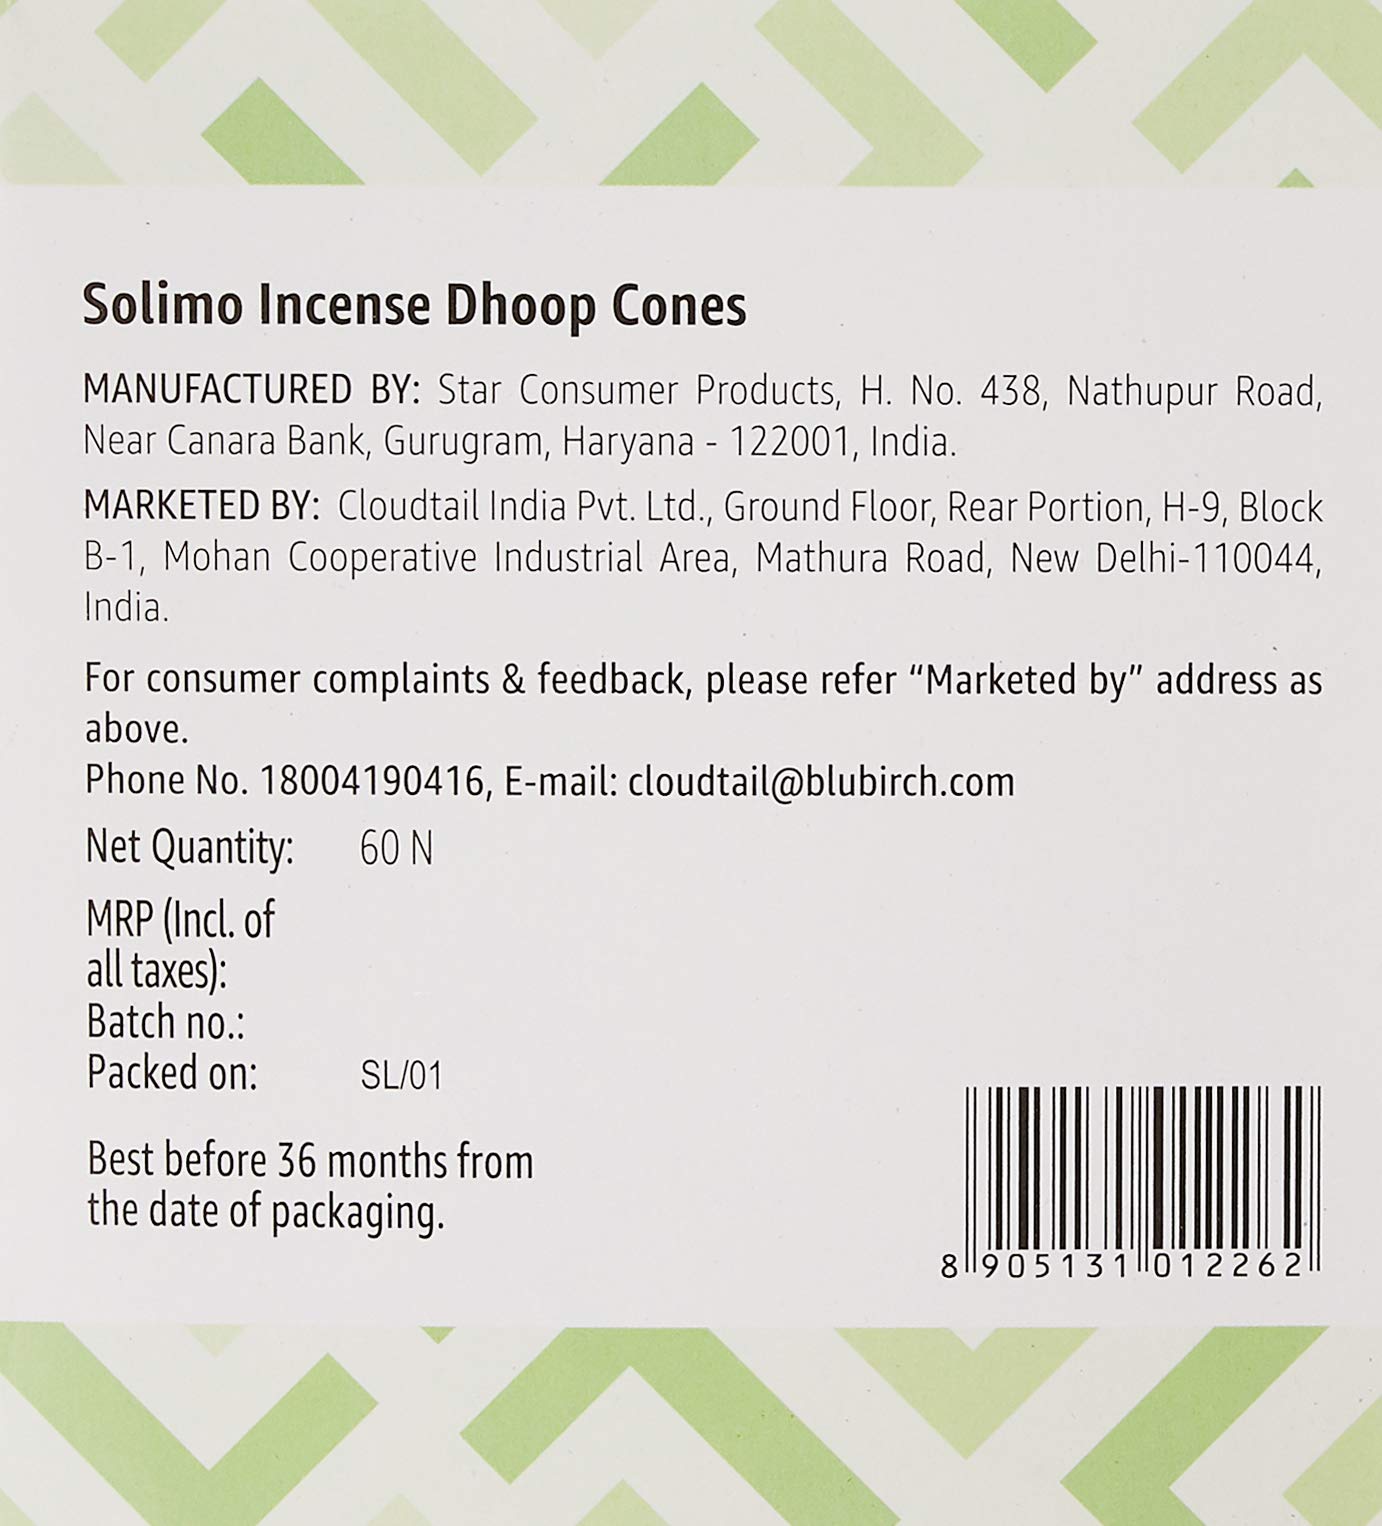 Solimo Incense Dhoop Cones
MANUFACTURED BY: Star Consumer Products, H. No. 438, Nathupur Road,
Near Canara Bank, Gurugram, Haryana - 122001, India.
MARKETED BY: Cloudtail India Pvt. Ltd., Ground Floor, Rear Portion, H-9, Block
B-1, Mohan Cooperative Industrial Area, Mathura Road, New Delhi-110044,
India.
For consumer complaints & feedback, please refer “Marketed by” address as
above.
Phone No. 18004190416, E-mail: cloudtail@blubirch.com
Net Quantity: 60 N
MRP (Incl. of
all taxes):
Batch no.:
Packed on: SL/01
Best before 36 months from
the date of packaging.
8 905131 012262